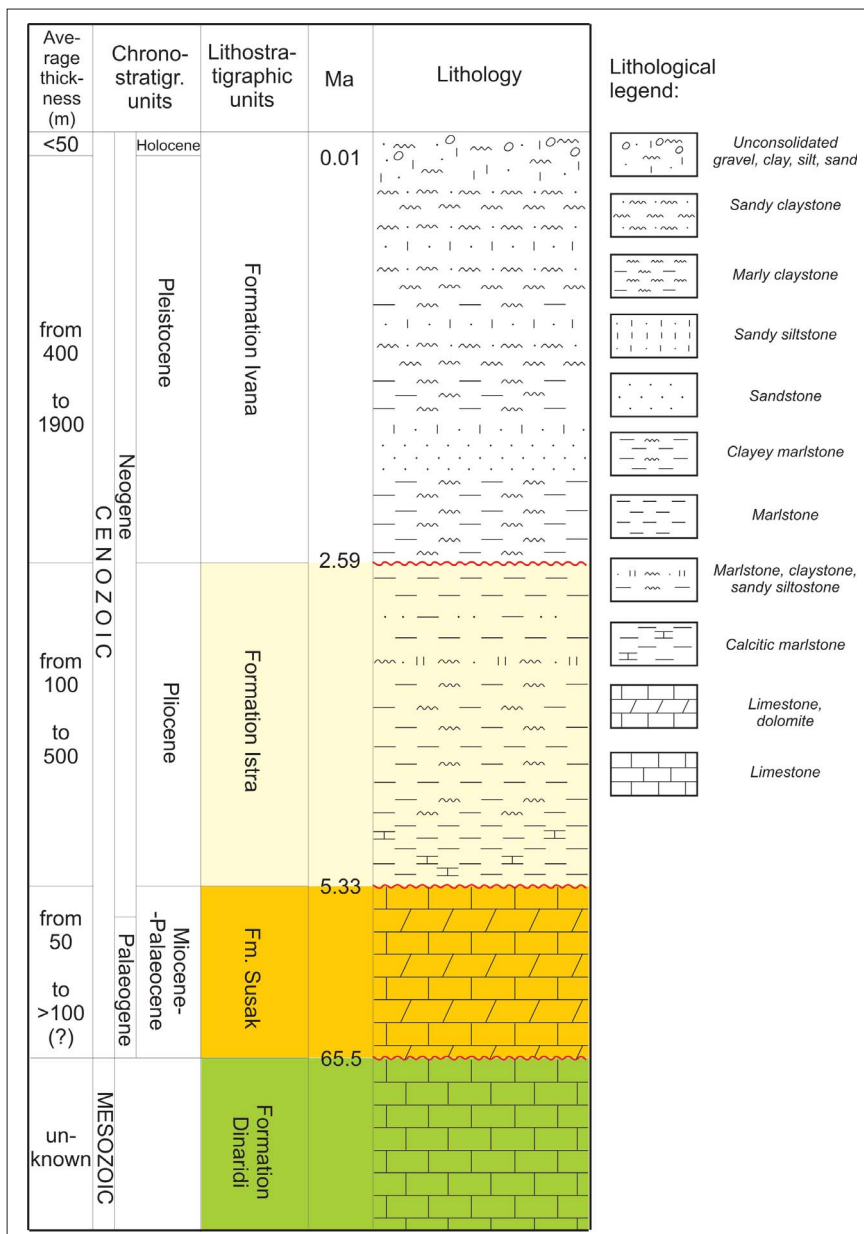 Ave-
rage
thick-
ness
(m)
Chrono-
stratigr.
units
Lithostra-
tigraphic
units
Ma
Lithology
<50
from
400
to
1900
from
100
to
500
from
50
to
>100
(?)
un-
known
CENOZOIC
MESOZOIC
Neogene
Palaeogene
Holocene
Pleistocene
Pliocene
Miocene-
-Palaeocene
Formation Ivana
Formation Istra
Fm. Susak
Formation
Dinaridi
0.01
2.59
5.33
65.5
Lithological
legend:
Unconsolidated
gravel, clay, silt, sand
Sandy claystone
Marly claystone
Sandy siltstone
Sandstone
Clayey marlstone
Marlstone
Marlstone, claystone,
sandy siltostone
Calcitic marlstone
Limestone,
dolomite
Limestone